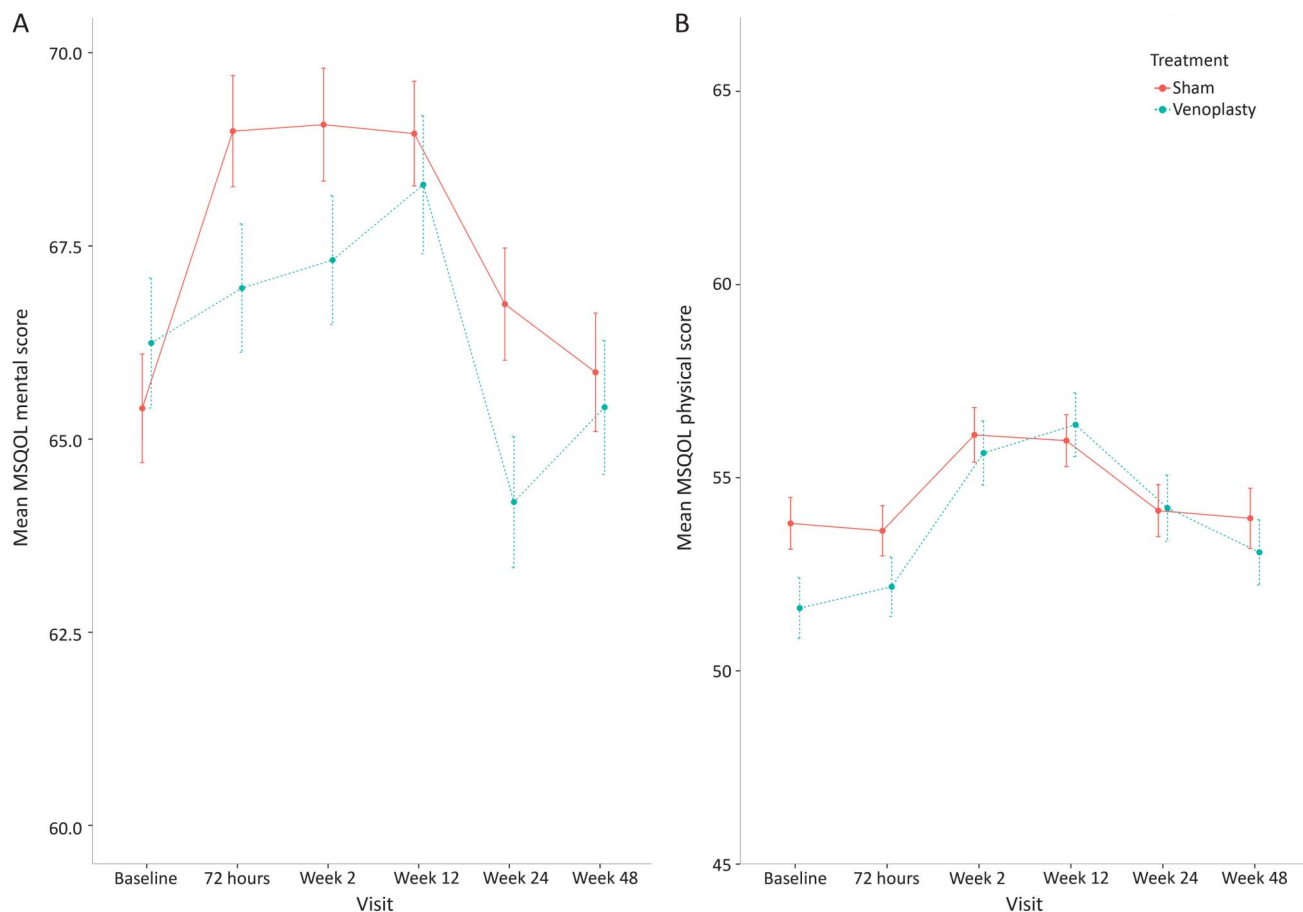 A
Mean MSQOL mental score
70.0
67.5
65.0
62.5
60.0
Baseline
72 hours
Week 2
Week 12
Week 24
Week 48
Visit
B
Mean MSQOL physical score
65
60
55
50
45
Treatment
Sham
Venoplasty
Baseline
72 hours
Week 2
Week 12
Week 24
Week 48
Visit